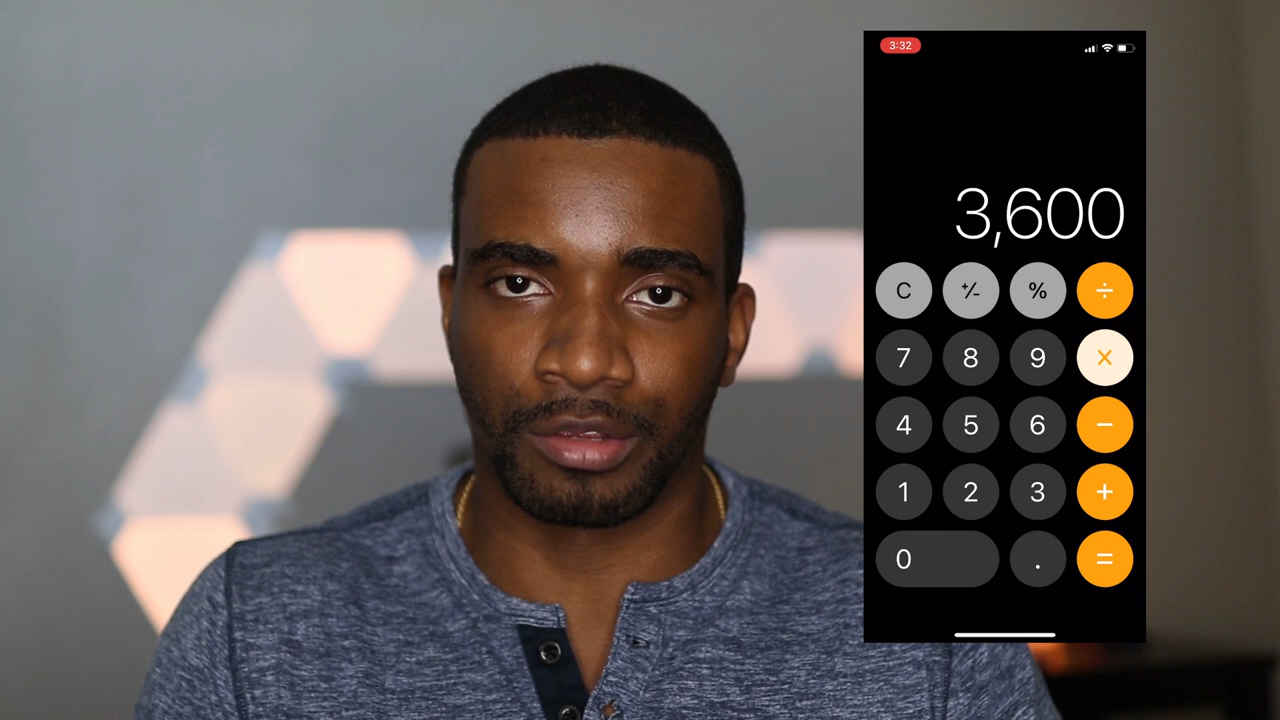 3:32
3,600
C +/- % ÷
7 8 9 ×
4 5 6 −
1 2 3 +
0 . =